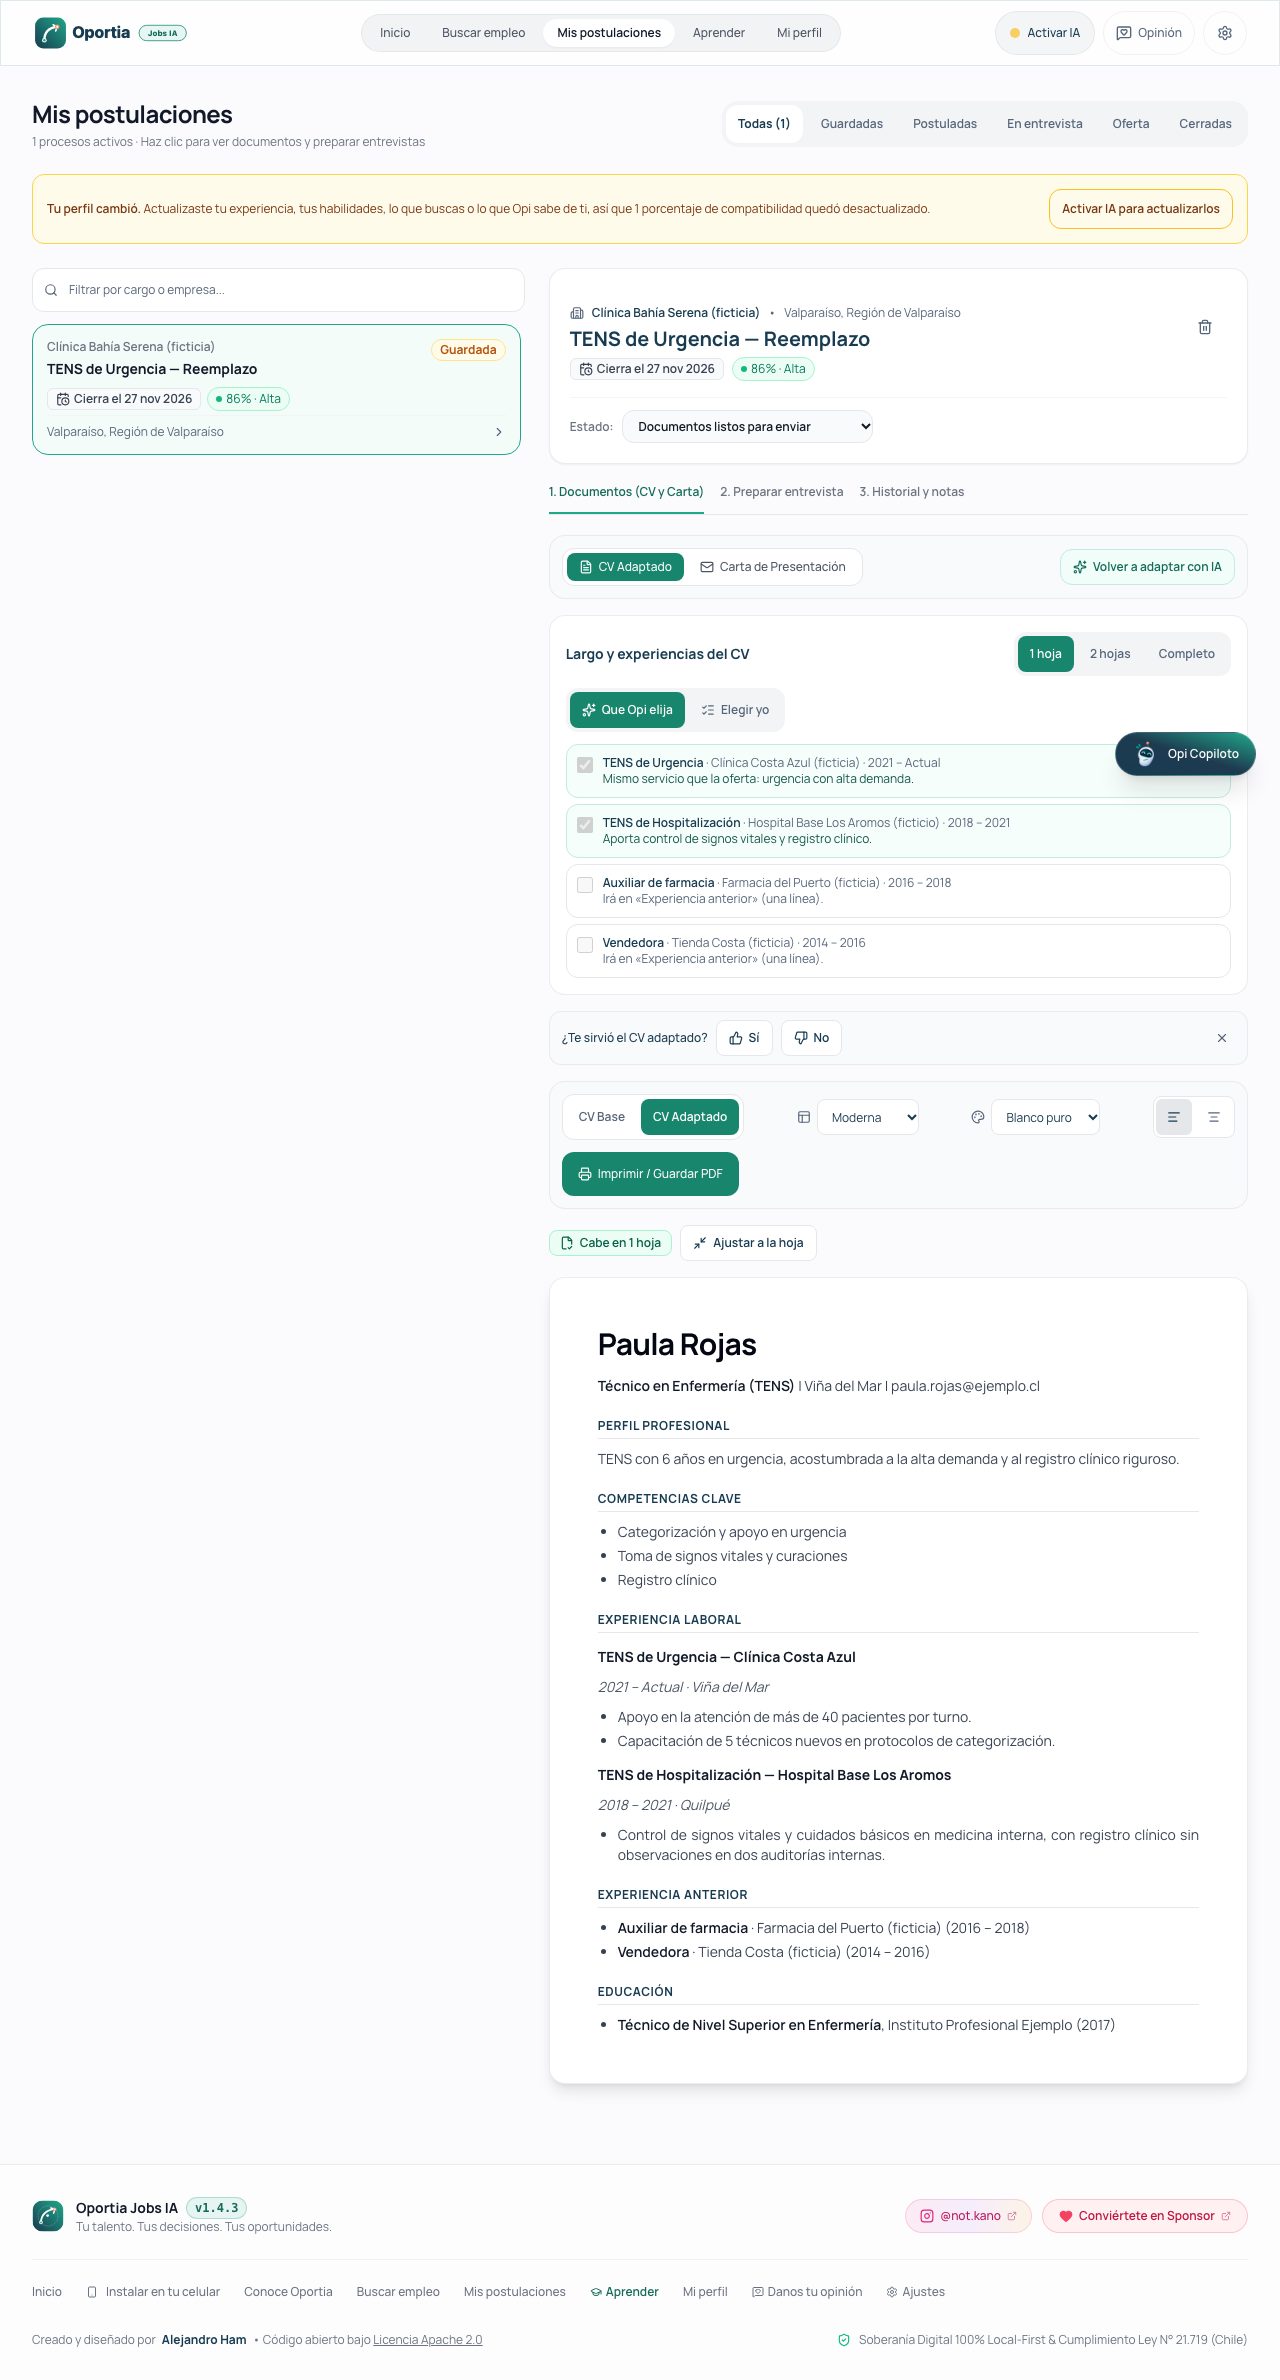 Oportia Jobs IA
Inicio Buscar empleo Mis postulaciones Aprender Mi perfil
Activar IA Opinión
Mis postulaciones
1 procesos activos · Haz clic para ver documentos y preparar entrevistas
Todas (1) Guardadas Postuladas En entrevista Oferta Cerradas
Tu perfil cambió. Actualizaste tu experiencia, tus habilidades, lo que buscas o lo que Opi sabe de ti, así que 1 porcentaje de compatibilidad quedó desactualizado.
Activar IA para actualizarlos
Filtrar por cargo o empresa...
Clínica Bahía Serena (ficticia)
Guardada
TENS de Urgencia — Reemplazo
Cierra el 27 nov 2026 86% · Alta
Valparaíso, Región de Valparaíso
Clínica Bahía Serena (ficticia) • Valparaíso, Región de Valparaíso
TENS de Urgencia — Reemplazo
Cierra el 27 nov 2026 86% · Alta
Estado: Documentos listos para enviar
1. Documentos (CV y Carta) 2. Preparar entrevista 3. Historial y notas
CV Adaptado Carta de Presentación Volver a adaptar con IA
Largo y experiencias del CV
1 hoja 2 hojas Completo
Que Opi elija Elegir yo
TENS de Urgencia · Clínica Costa Azul (ficticia) · 2021 – Actual
Mismo servicio que la oferta: urgencia con alta demanda.
Opi Copiloto
TENS de Hospitalización · Hospital Base Los Aromos (ficticio) · 2018 – 2021
Aporta control de signos vitales y registro clínico.
Auxiliar de farmacia · Farmacia del Puerto (ficticia) · 2016 – 2018
Irá en «Experiencia anterior» (una línea).
Vendedora · Tienda Costa (ficticia) · 2014 – 2016
Irá en «Experiencia anterior» (una línea).
¿Te sirvió el CV adaptado? Sí No
CV Base CV Adaptado Moderna Blanco puro
Imprimir / Guardar PDF
Cabe en 1 hoja Ajustar a la hoja
Paula Rojas
Técnico en Enfermería (TENS) | Viña del Mar | paula.rojas@ejemplo.cl
PERFIL PROFESIONAL
TENS con 6 años en urgencia, acostumbrada a la alta demanda y al registro clínico riguroso.
COMPETENCIAS CLAVE
• Categorización y apoyo en urgencia
• Toma de signos vitales y curaciones
• Registro clínico
EXPERIENCIA LABORAL
TENS de Urgencia — Clínica Costa Azul
2021 – Actual · Viña del Mar
• Apoyo en la atención de más de 40 pacientes por turno.
• Capacitación de 5 técnicos nuevos en protocolos de categorización.
TENS de Hospitalización — Hospital Base Los Aromos
2018 – 2021 · Quilpué
• Control de signos vitales y cuidados básicos en medicina interna, con registro clínico sin
observaciones en dos auditorías internas.
EXPERIENCIA ANTERIOR
• Auxiliar de farmacia · Farmacia del Puerto (ficticia) (2016 – 2018)
• Vendedora · Tienda Costa (ficticia) (2014 – 2016)
EDUCACIÓN
• Técnico de Nivel Superior en Enfermería, Instituto Profesional Ejemplo (2017)
Oportia Jobs IA v1.4.3
Tu talento. Tus decisiones. Tus oportunidades.
@not.kano Conviértete en Sponsor
Inicio Instalar en tu celular Conoce Oportia Buscar empleo Mis postulaciones Aprender Mi perfil Danos tu opinión Ajustes
Creado y diseñado por Alejandro Ham • Código abierto bajo Licencia Apache 2.0
Soberanía Digital 100% Local-First & Cumplimiento Ley N° 21.719 (Chile)